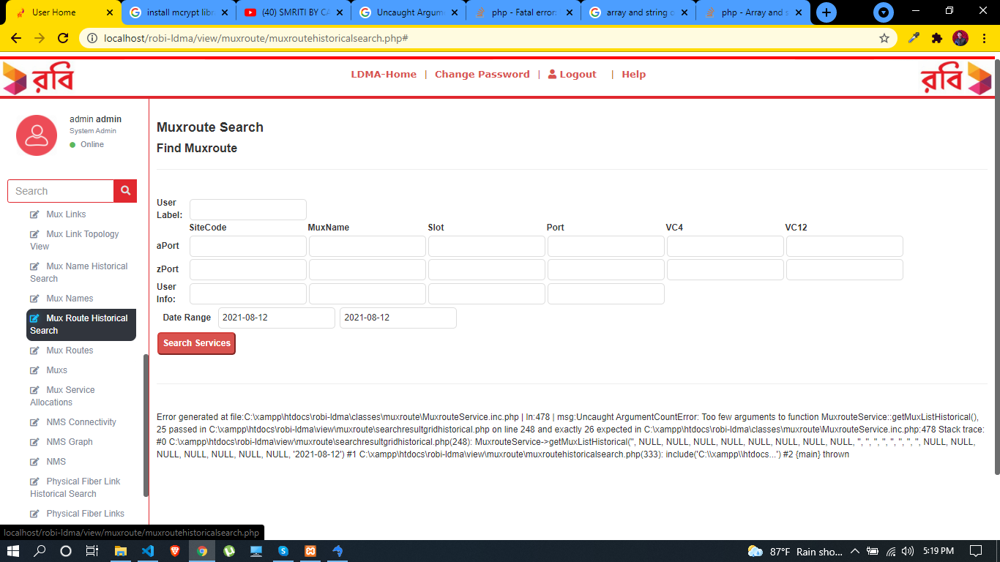 User Home
install mcrypt libr
(40) SMRITI BY CA
Uncaught Argum
php - Fatal error:
array and string o
php - Array and s
localhost/robi-ldma/view/muxroute/muxroutehistoricalsearch.php#
রবি
LDMA-Home | Change Password | Logout | Help
রবি
admin admin
System Admin
Online
Search
Mux Links
Mux Link Topology
View
Mux Name Historical
Search
Mux Names
Mux Route Historical
Search
Mux Routes
Muxs
Mux Service
Allocations
NMS Connectivity
NMS Graph
NMS
Physical Fiber Link
Historical Search
Physical Fiber Links
Muxroute Search
Find Muxroute
User
Label:
SiteCode MuxName Slot Port VC4 VC12
aPort
zPort
User
Info:
Date Range 2021-08-12 2021-08-12
Search Services
Error generated at file:C:\xampp\htdocs\robi-ldma\classes\muxroute\MuxrouteService.inc.php | ln:478 | msg:Uncaught ArgumentCountError: Too few arguments to function MuxrouteService::getMuxListHistorical(),
25 passed in C:\xampp\htdocs\robi-ldma\view\muxroute\searchresultgridhistorical.php on line 248 and exactly 26 expected in C:\xampp\htdocs\robi-ldma\classes\muxroute\MuxrouteService.inc.php:478 Stack trace:
#0 C:\xampp\htdocs\robi-ldma\view\muxroute\searchresultgridhistorical.php(248): MuxrouteService->getMuxListHistorical('', NULL, NULL, NULL, NULL, NULL, NULL, NULL, NULL, '', '', '', '', '', '', '', '', NULL, NULL,
NULL, NULL, NULL, NULL, NULL, '2021-08-12') #1 C:\xampp\htdocs\robi-ldma\view\muxroute\muxroutehistoricalsearch.php(333): include('C:\\xampp\\htdocs...') #2 {main} thrown
localhost/robi-ldma/view/muxroute/muxroutehistoricalsearch.php
87°F Rain sho... 5:19 PM